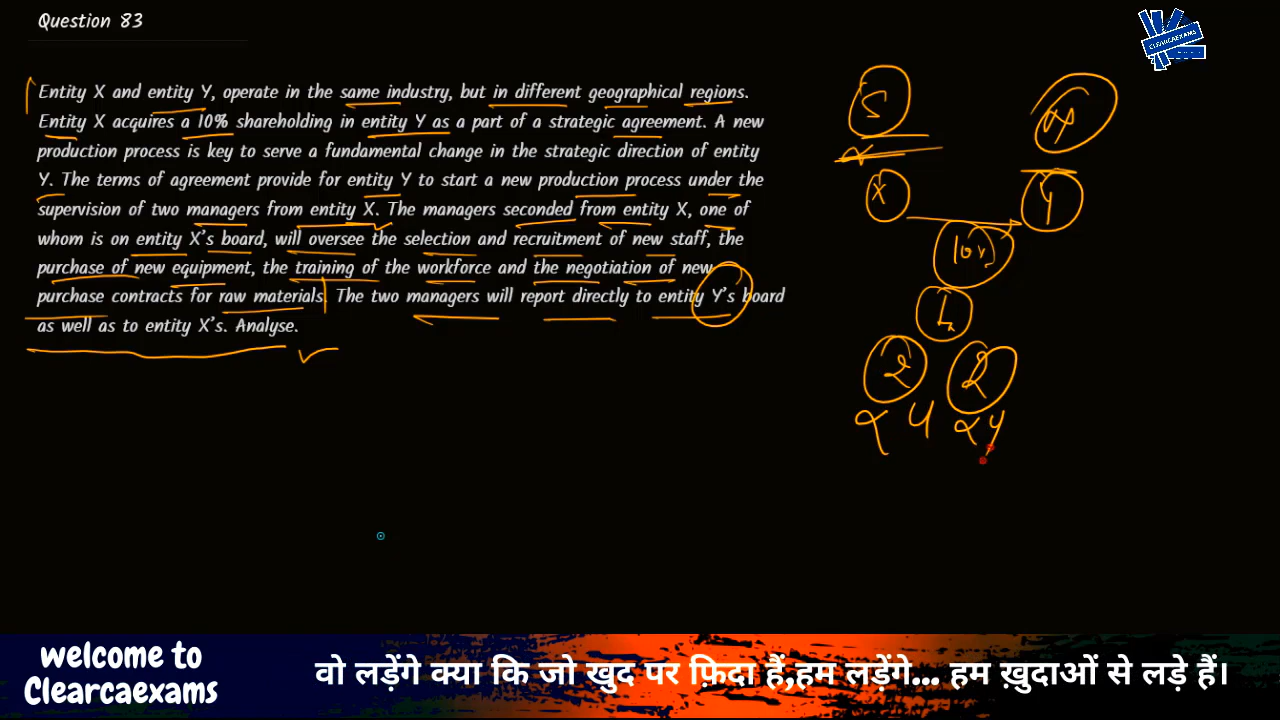 Question 83
CLEARCAEXAMS
Entity X and entity Y, operate in the same industry, but in different geographical regions.
Entity X acquires a 10% shareholding in entity Y as a part of a strategic agreement. A new
production process is key to serve a fundamental change in the strategic direction of entity
Y. The terms of agreement provide for entity Y to start a new production process under the
supervision of two managers from entity X. The managers seconded from entity X, one of
whom is on entity X's board, will oversee the selection and recruitment of new staff, the
purchase of new equipment, the training of the workforce and the negotiation of new
purchase contracts for raw materials. The two managers will report directly to entity Y's board
as well as to entity X's. Analyse.
S
X
Y
10%
2
welcome to
Clearcaexams
वो लड़ेंगे क्या कि जो खुद पर फ़िदा हैं,हम लड़ेंगे... हम ख़ुदाओं से लड़े हैं।